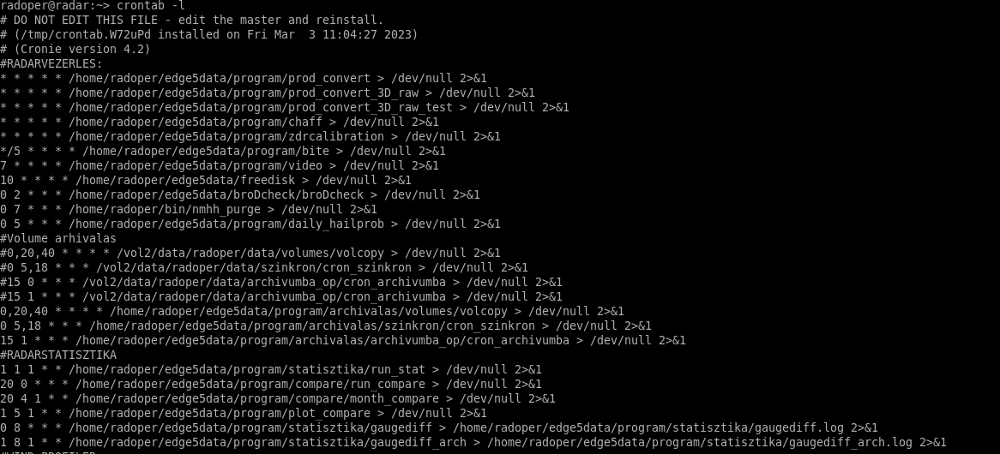 radoper@radar:~> crontab -l
# DO NOT EDIT THIS FILE - edit the master and reinstall.
# (/tmp/crontab.W72uPd installed on Fri Mar  3 11:04:27 2023)
# (Cronie version 4.2)
#RADARVEZERLES:
* * * * * /home/radoper/edge5data/program/prod_convert > /dev/null 2>&1
* * * * * /home/radoper/edge5data/program/prod_convert_3D_raw > /dev/null 2>&1
* * * * * /home/radoper/edge5data/program/prod_convert_3D_raw_test > /dev/null 2>&1
* * * * * /home/radoper/edge5data/program/chaff > /dev/null 2>&1
* * * * * /home/radoper/edge5data/program/zdrcalibration > /dev/null 2>&1
*/5 * * * * /home/radoper/edge5data/program/bite > /dev/null 2>&1
7 * * * * /home/radoper/edge5data/program/video > /dev/null 2>&1
10 * * * * /home/radoper/edge5data/freedisk > /dev/null 2>&1
0 2 * * * /home/radoper/edge5data/broDcheck/broDcheck > /dev/null 2>&1
0 7 * * * /home/radoper/bin/nmhh_purge > /dev/null 2>&1
0 5 * * * /home/radoper/edge5data/program/daily_hailprob > /dev/null 2>&1
#Volume arhivalas
#0,20,40 * * * * /vol2/data/radoper/data/volumes/volcopy > /dev/null 2>&1
#0 5,18 * * * /vol2/data/radoper/data/szinkron/cron_szinkron > /dev/null 2>&1
#15 0 * * * /vol2/data/radoper/data/archivumba_op/cron_archivumba > /dev/null 2>&1
#15 1 * * * /vol2/data/radoper/data/archivumba_op/cron_archivumba > /dev/null 2>&1
0,20,40 * * * * /home/radoper/edge5data/program/archivalas/volumes/volcopy > /dev/null 2>&1
0 5,18 * * * /home/radoper/edge5data/program/archivalas/szinkron/cron_szinkron > /dev/null 2>&1
15 1 * * * /home/radoper/edge5data/program/archivalas/archivumba_op/cron_archivumba > /dev/null 2>&1
#RADARSTATISZTIKA
1 1 1 * * /home/radoper/edge5data/program/statisztika/run_stat > /dev/null 2>&1
20 0 * * * /home/radoper/edge5data/program/compare/run_compare > /dev/null 2>&1
20 4 1 * * /home/radoper/edge5data/program/compare/month_compare > /dev/null 2>&1
1 5 1 * * /home/radoper/edge5data/program/plot_compare > /dev/null 2>&1
0 8 * * * /home/radoper/edge5data/program/statisztika/gaugediff > /home/radoper/edge5data/program/statisztika/gaugediff.log 2>&1
1 8 1 * * /home/radoper/edge5data/program/statisztika/gaugediff_arch > /home/radoper/edge5data/program/statisztika/gaugediff_arch.log 2>&1